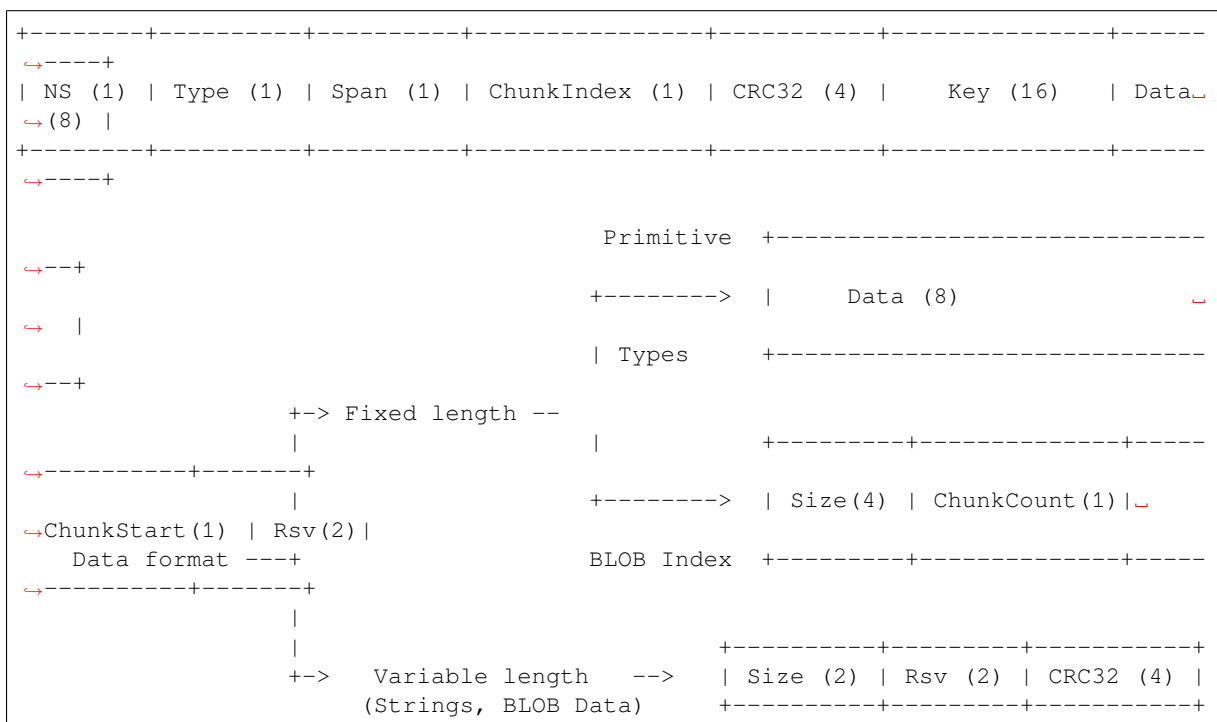 +--------+----------+----------+----------------+-----------+---------------+------
↪----+
| NS (1) | Type (1) | Span (1) | ChunkIndex (1) | CRC32 (4) |    Key (16)   | Data␣
↪(8) |
+--------+----------+----------+----------------+-----------+---------------+------
↪----+
                                         Primitive  +------------------------------
↪--+
                                        +-------->  |     Data (8)                ␣
↪  |
                                        | Types     +------------------------------
↪--+
                   +-> Fixed length --
                   |                    |           +---------+--------------+-----
↪----------+-------+
                   |                    +-------->  | Size(4) | ChunkCount(1)|␣
↪ChunkStart(1) | Rsv(2)|
    Data format ---+                    BLOB Index  +---------+--------------+-----
↪----------+-------+
                   |
                   |                             +----------+---------+-----------+
                   +->   Variable length   -->   | Size (2) | Rsv (2) | CRC32 (4) |
                        (Strings, BLOB Data)     +----------+---------+-----------+